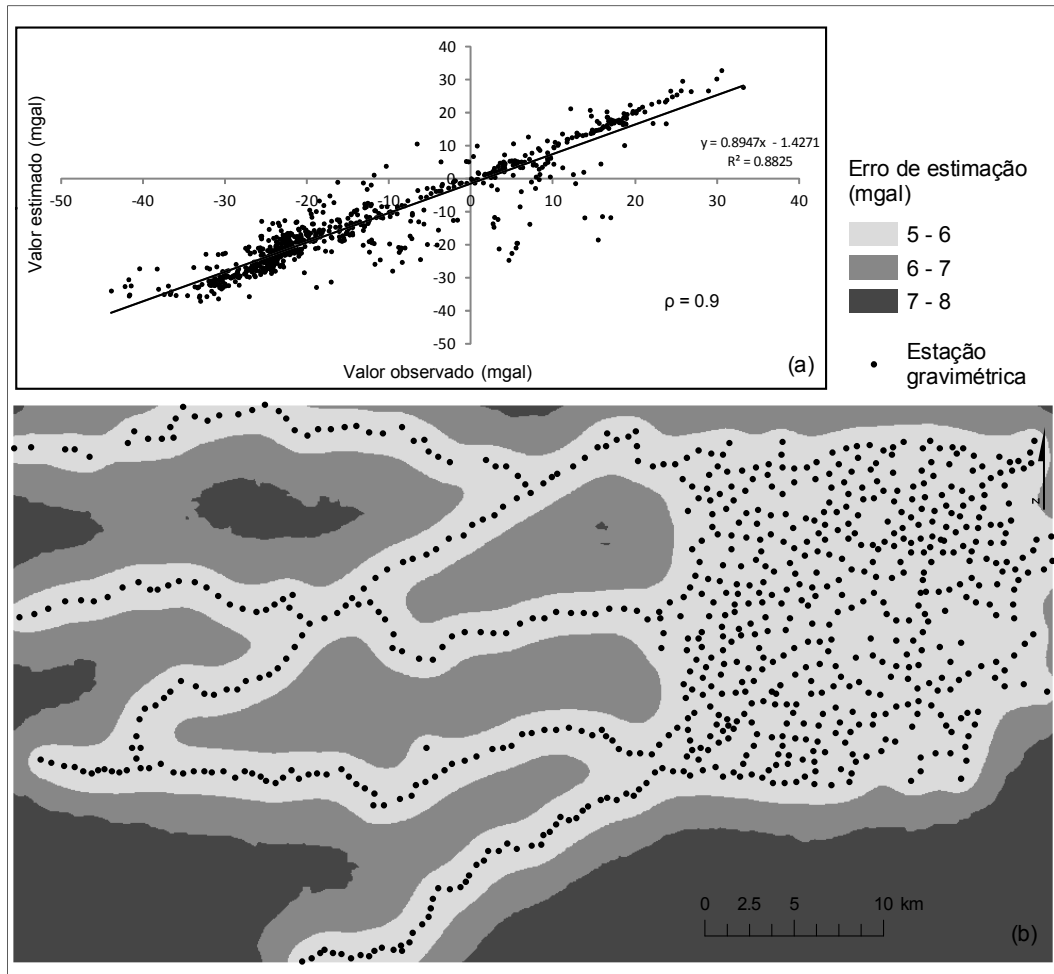 40
30
20
10
0
-10
-20
-30
-40
-50
-50 -40 -30 -20 -10 0 10 20 30 40
Valor estimado (mgal)
Valor observado (mgal)
y = 0.8947x - 1.4271
R² = 0.8825
ρ = 0.9
(a)
Erro de estimação
(mgal)
5 - 6
6 - 7
7 - 8
Estação
gravimétrica
z
0 2.5 5 10 km
(b)